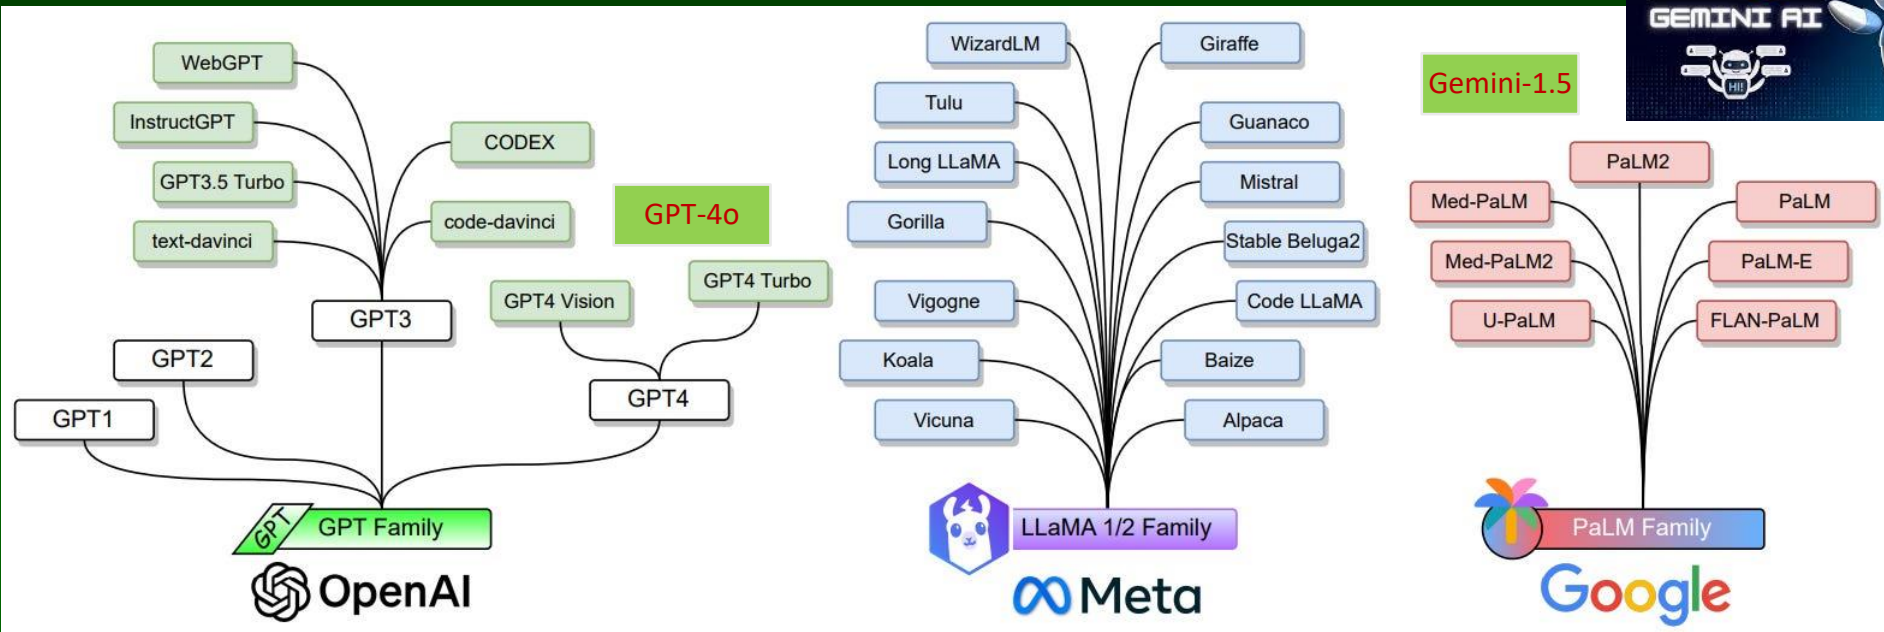 WebGPT
InstructGPT
GPT3.5 Turbo
text-davinci
CODEX
code-davinci
GPT-4o
GPT3
GPT4 Vision
GPT4 Turbo
GPT2
GPT4
GPT1
GPT
GPT Family
OpenAI
WizardLM
Giraffe
Tulu
Guanaco
Long LLaMA
Mistral
Gorilla
Stable Beluga2
Vigogne
Code LLaMA
Koala
Baize
Vicuna
Alpaca
LLaMA 1/2 Family
Meta
Gemini-1.5
GEMINI AI
HI!
PaLM2
Med-PaLM
PaLM
Med-PaLM2
PaLM-E
U-PaLM
FLAN-PaLM
PaLM Family
Google